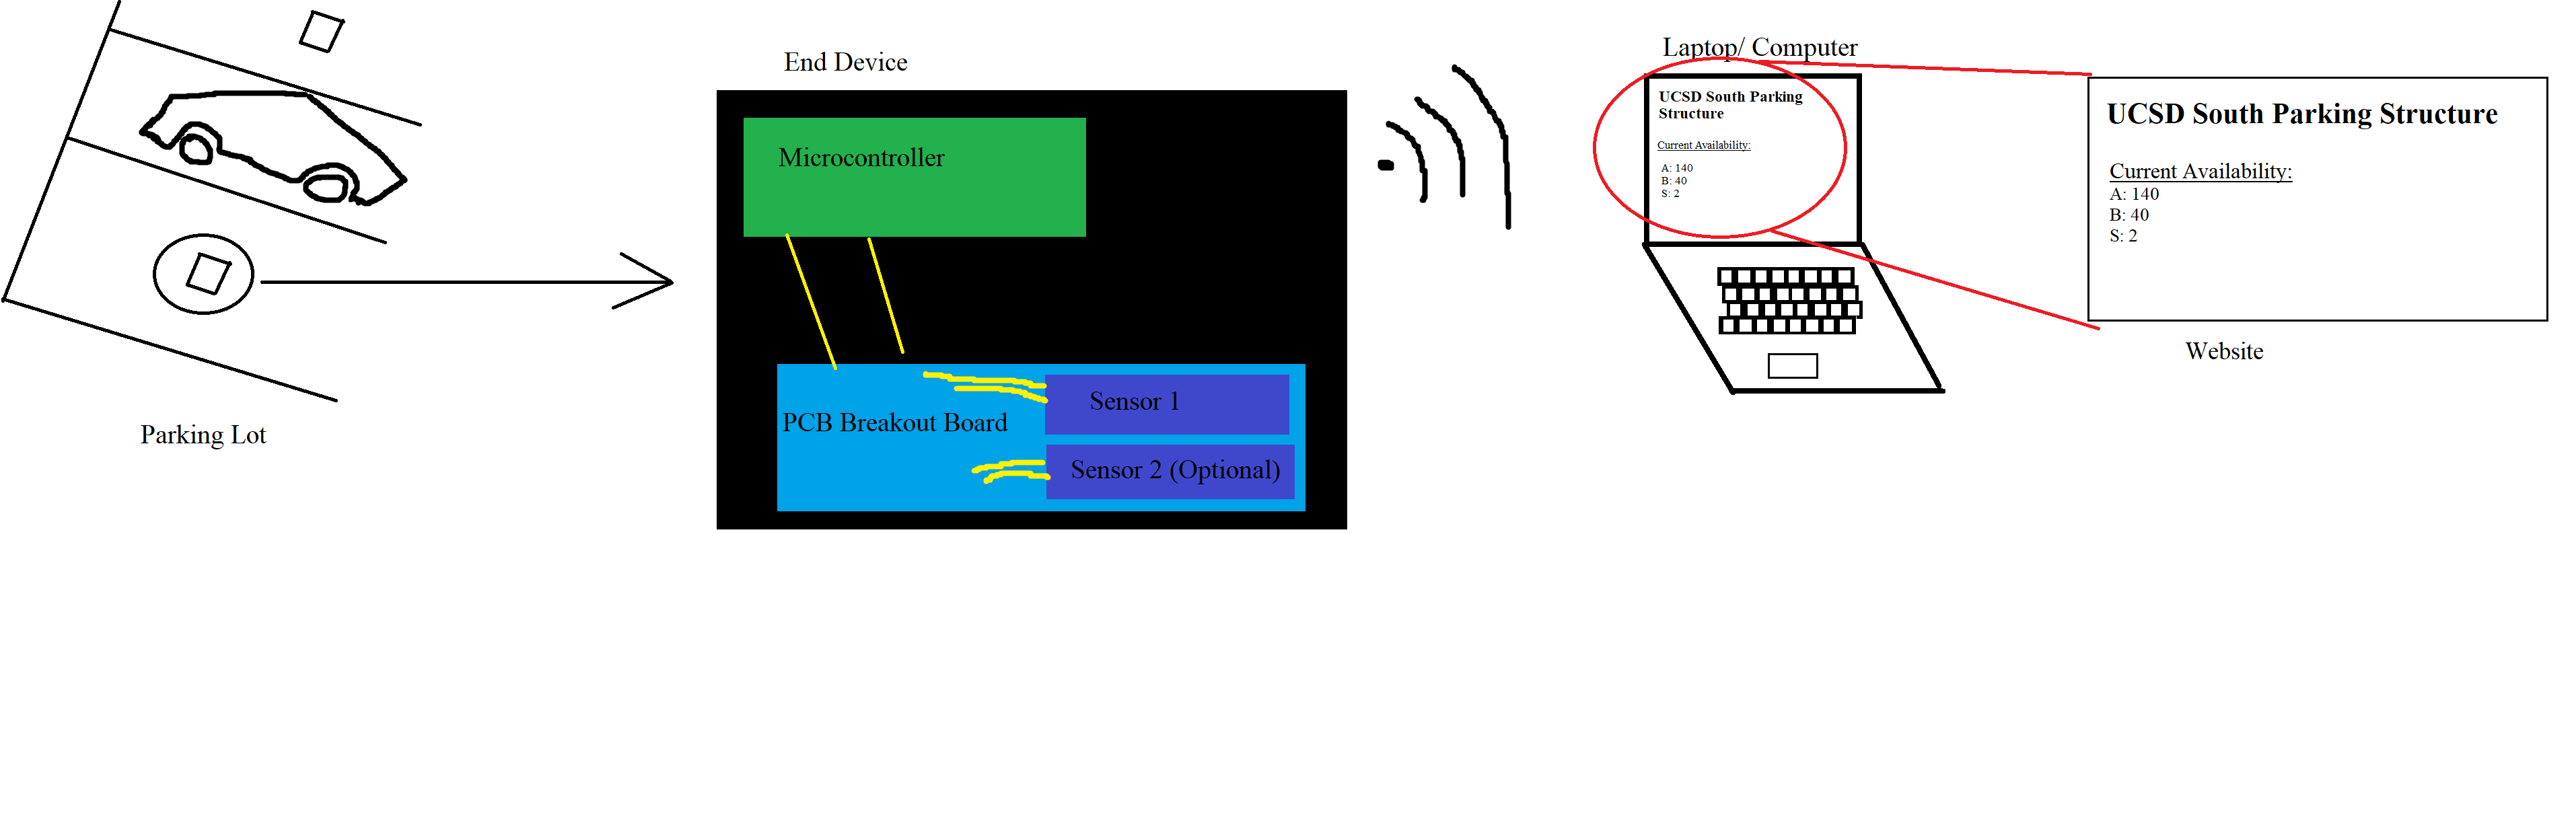 Parking Lot
End Device
Microcontroller
PCB Breakout Board
Sensor 1
Sensor 2 (Optional)
Laptop/ Computer
UCSD South Parking
Structure
Current Availability:
A: 140
B: 40
S: 2
UCSD South Parking Structure
Current Availability:
A: 140
B: 40
S: 2
Website